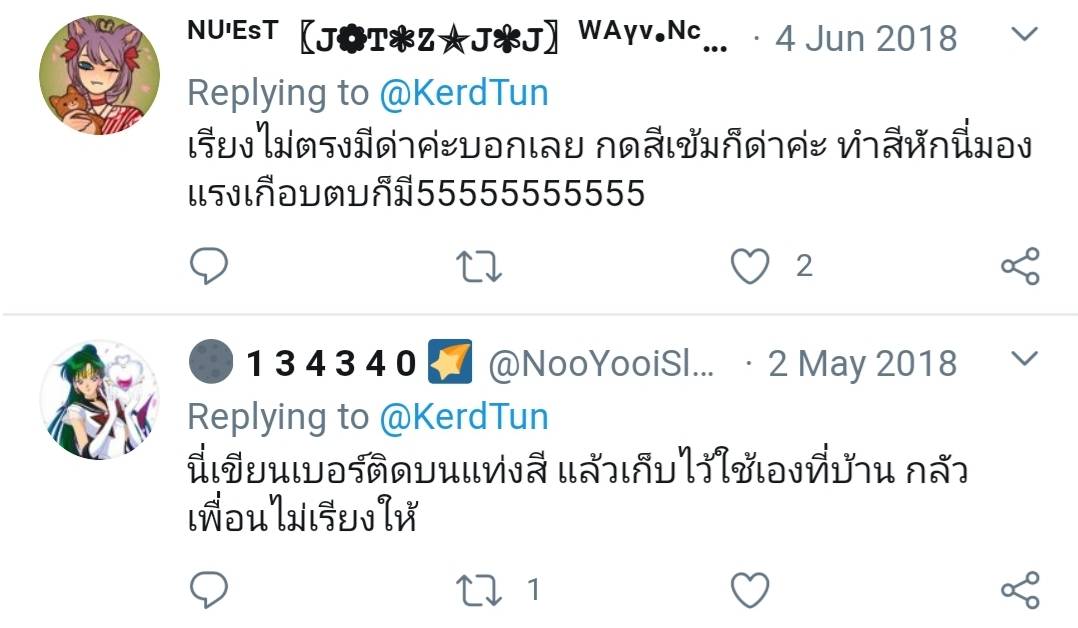 ᴺᵁ'ᴱˢᵀ〖J❁T❃Z✮J✾J〗ᵂᴬʸⱽ•ᴺᶜ... · 4 Jun 2018
Replying to @KerdTun
เรียงไม่ตรงมีด่าค่ะบอกเลย กดสีเข้มก็ด่าค่ะ ทำสีหักนี่มอง
แรงเกือบตบก็มี55555555555
2
🌑 1 3 4 3 4 0 🌠 @NooYooiSl... · 2 May 2018
Replying to @KerdTun
นี่เขียนเบอร์ติดบนแท่งสี แล้วเก็บไว้ใช้เองที่บ้าน กลัว
เพื่อนไม่เรียงให้
1